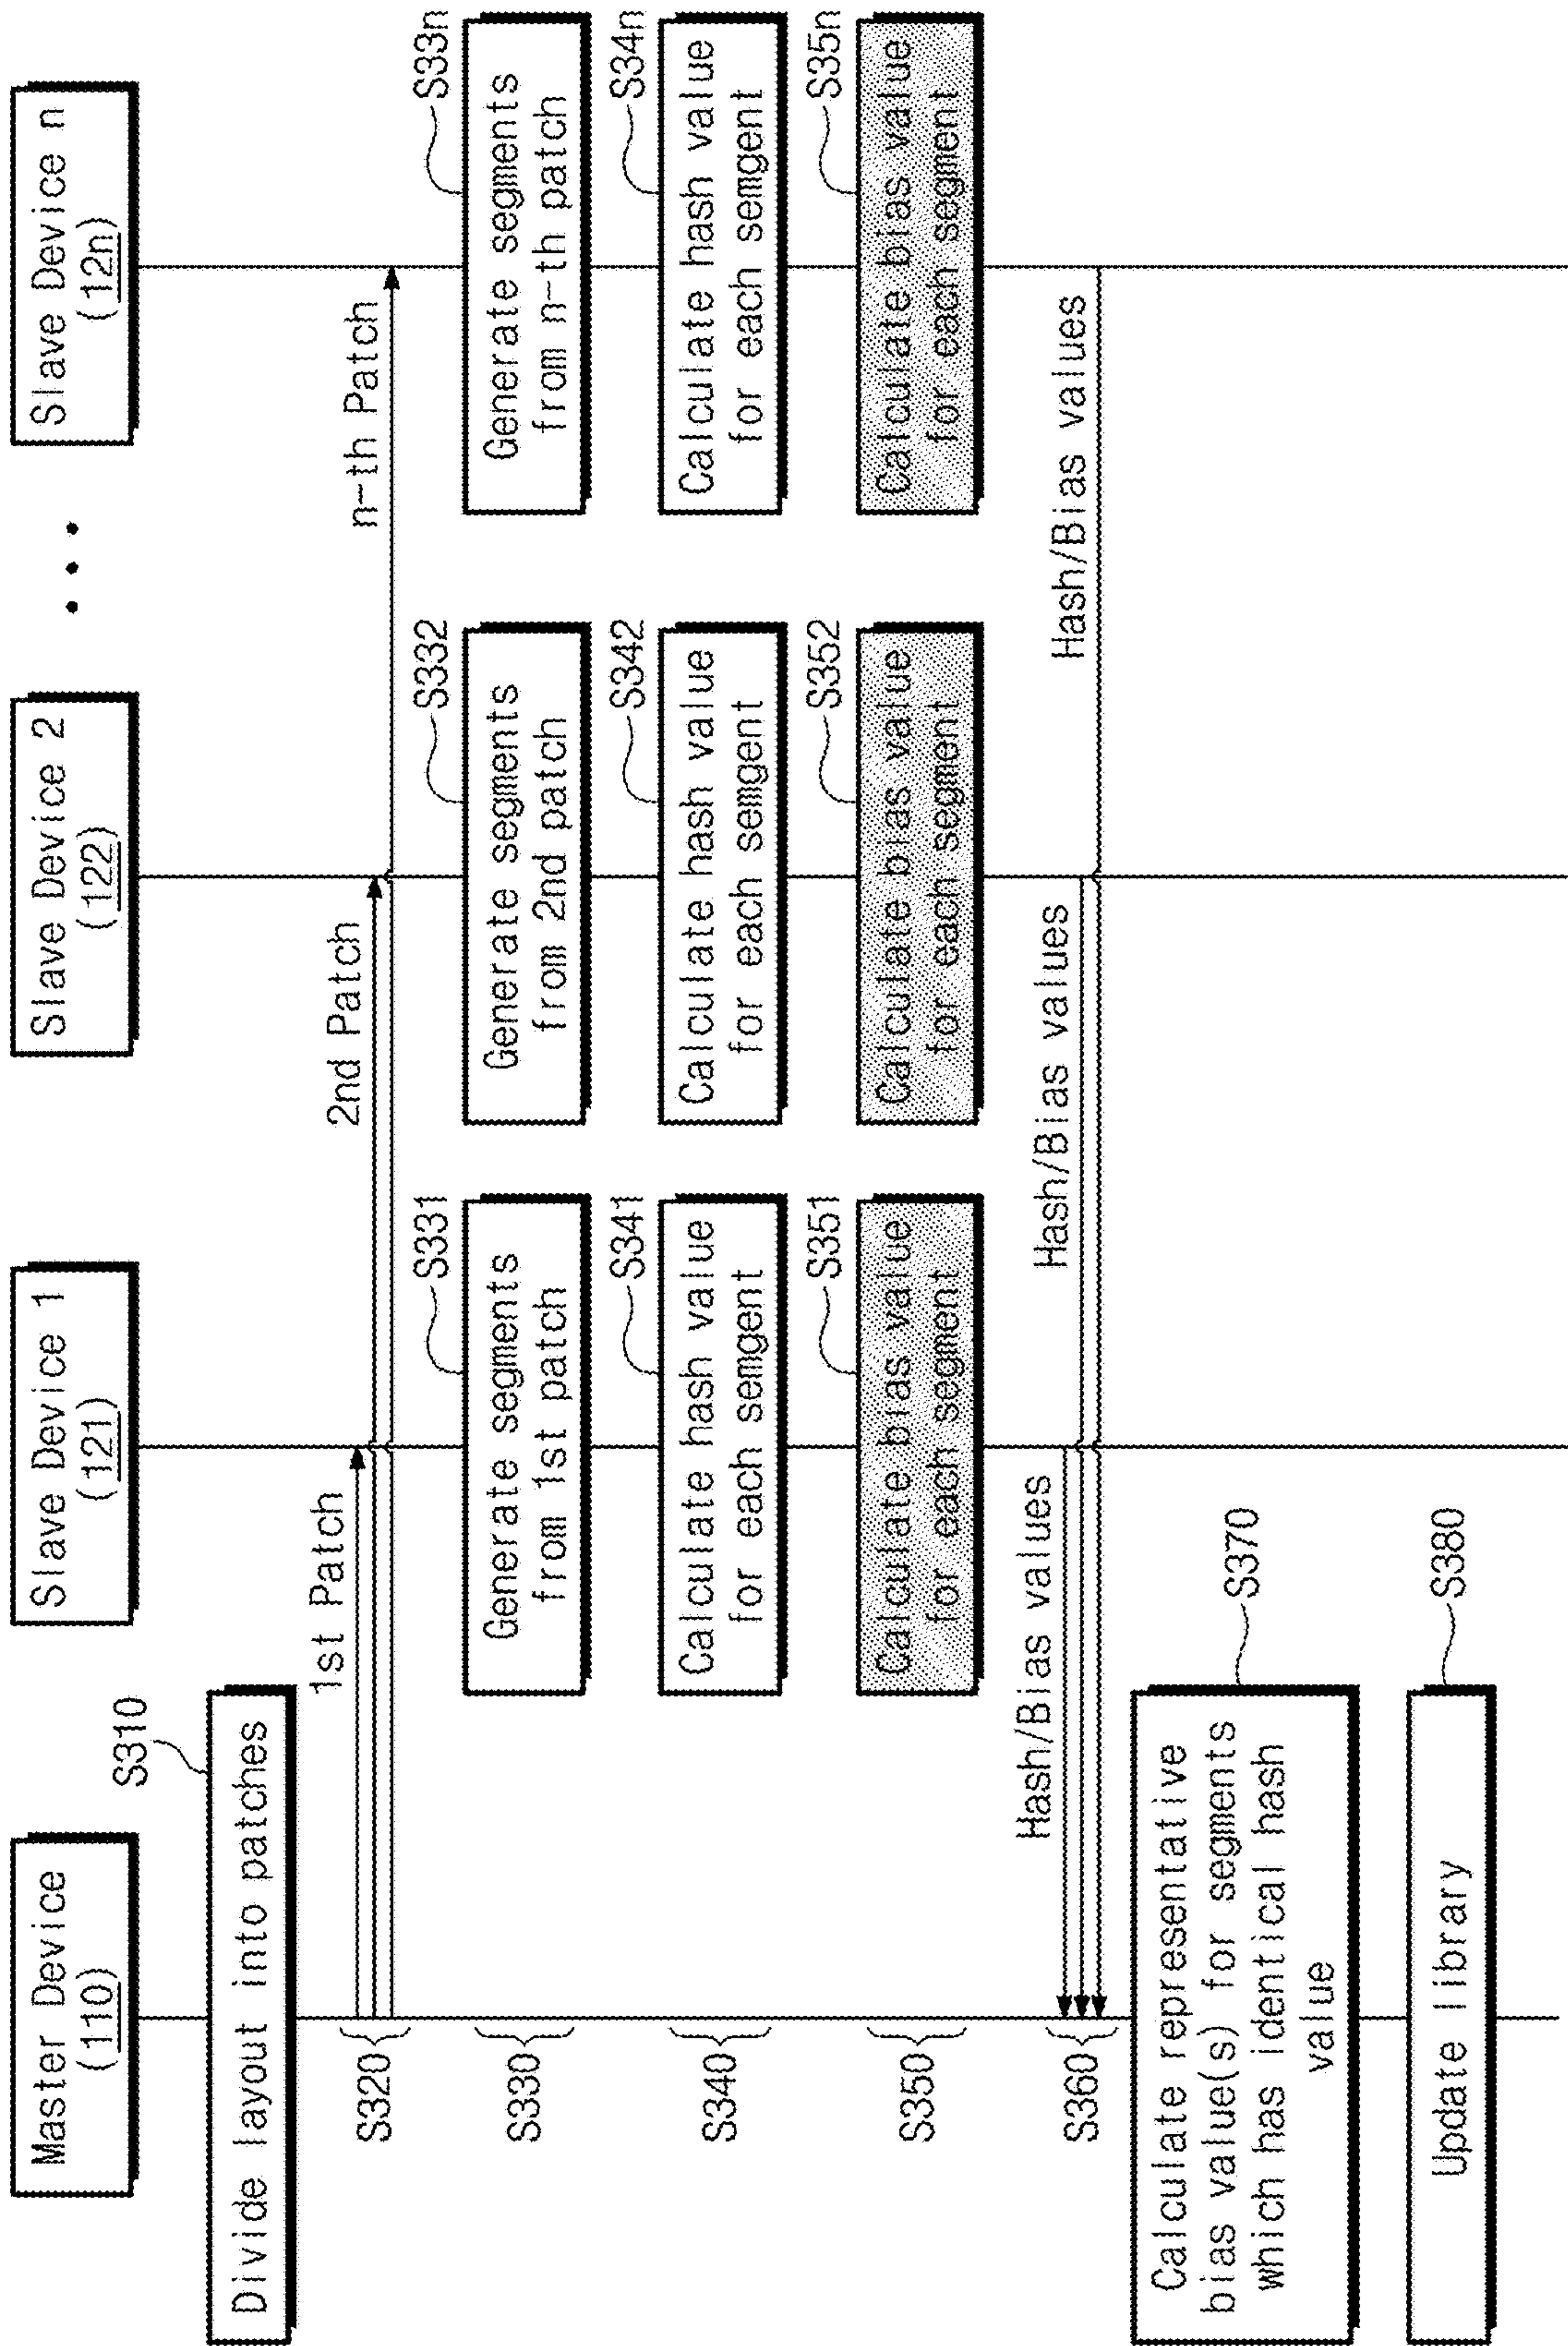 Master Device
(110)
Slave Device 1
(121)
Slave Device 2
(122)
• • •
Slave Device n
(12n)
S310
Divide layout into patches
S320
1st Patch
2nd Patch
n-th Patch
S330
S331
Generate segments
from 1st patch
S332
Generate segments
from 2nd patch
S33n
Generate segments
from n-th patch
S340
S341
Calculate hash value
for each semgent
S342
Calculate hash value
for each semgent
S34n
Calculate hash value
for each semgent
S350
S351
Calculate bias value
for each segment
S352
Calculate bias value
for each segment
S35n
Calculate bias value
for each segment
S360
Hash/Bias values
Hash/Bias values
Hash/Bias values
Calculate representative
bias value(s) for segments
which has identical hash
value
S370
Update library
S380